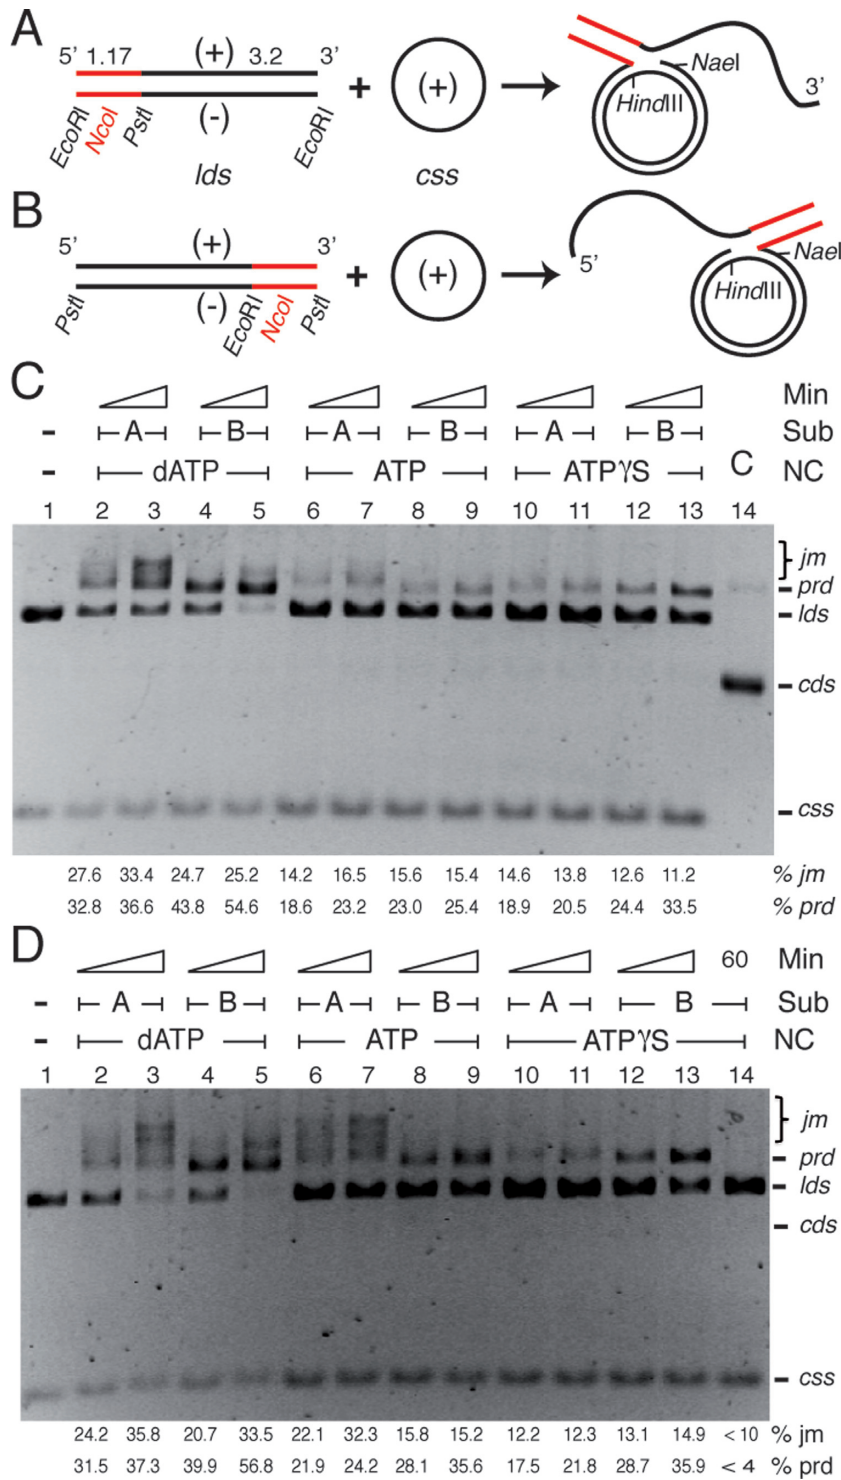 A
5’ 1.17 (+) 3.2 3’
(-)
EcoRI NcoI PstI EcoRI
lds
+
(+)
css
NaeI
HindIII
3’
B
5’ (+) 3’
(-)
PstI EcoRI NcoI PstI
+
(+)
5’
NaeI
HindIII
C
Min
- A B A B A B Sub
- dATP ATP ATPγS C NC
1 2 3 4 5 6 7 8 9 10 11 12 13 14
jm
prd
lds
cds
css
27.6 33.4 24.7 25.2 14.2 16.5 15.6 15.4 14.6 13.8 12.6 11.2 % jm
32.8 36.6 43.8 54.6 18.6 23.2 23.0 25.4 18.9 20.5 24.4 33.5 % prd
D
60 Min
- A B A B A B Sub
- dATP ATP ATPγS NC
1 2 3 4 5 6 7 8 9 10 11 12 13 14
jm
prd
lds
cds
css
24.2 35.8 20.7 33.5 22.1 32.3 15.8 15.2 12.2 12.3 13.1 14.9 < 10 % jm
31.5 37.3 39.9 56.8 21.9 24.2 28.1 35.6 17.5 21.8 28.7 35.9 < 4 % prd